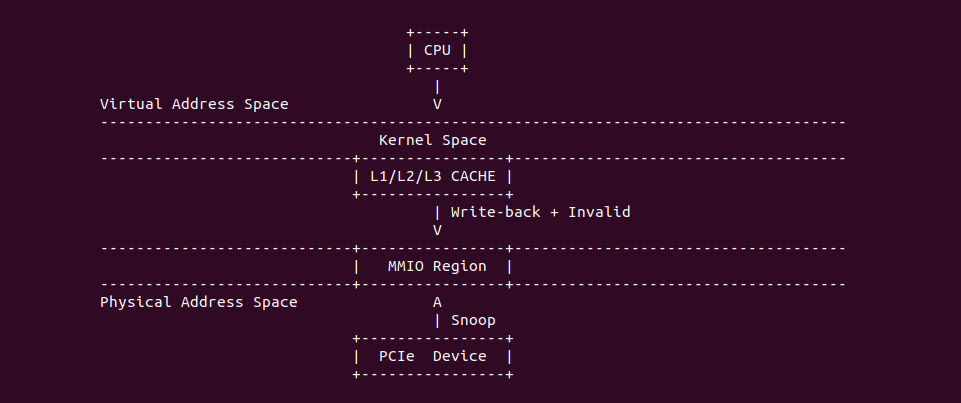 CPU
Virtual Address Space V
Kernel Space
L1/L2/L3 CACHE
Write-back + Invalid
V
MMIO Region
Physical Address Space A
Snoop
PCIe Device